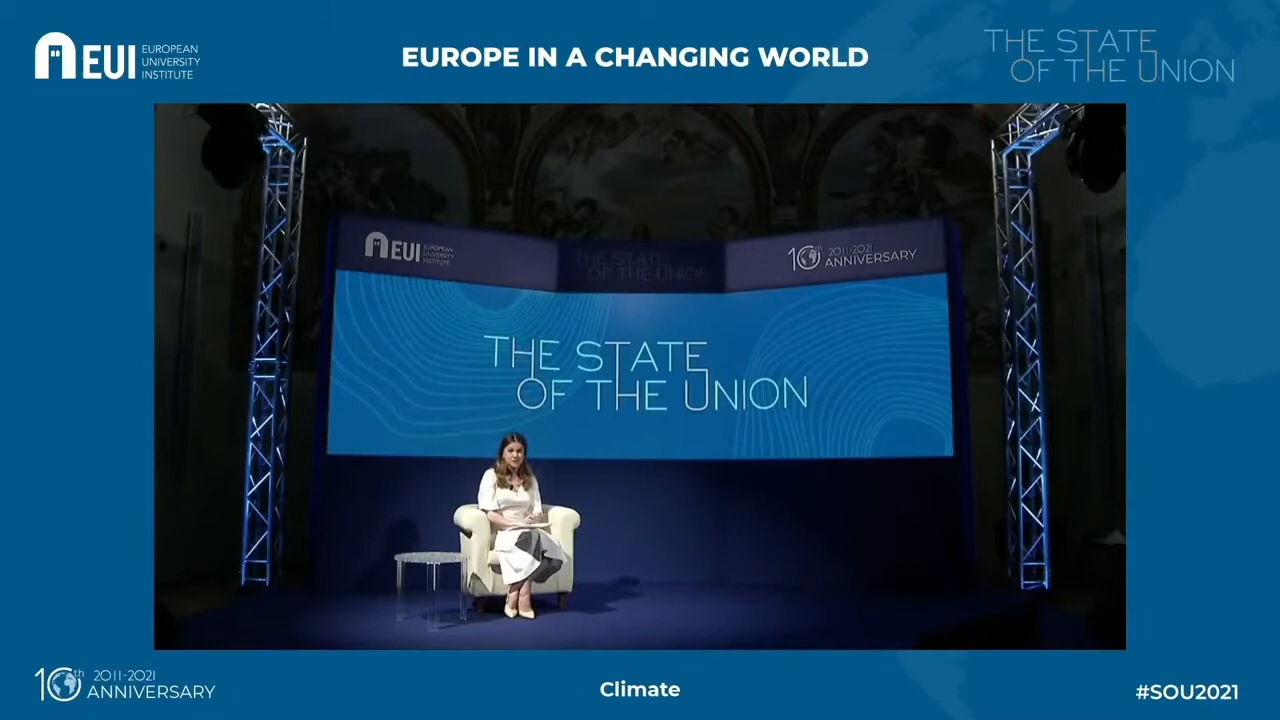 EUI EUROPEAN
UNIVERSITY
INSTITUTE
EUROPE IN A CHANGING WORLD
THE STATE
OF THE UNION
EUI EUROPEAN
UNIVERSITY
INSTITUTE
THE STATE
OF THE UNION
10th 2011-2021
ANNIVERSARY
THE STATE
OF THE UNION
10th 2011-2021
ANNIVERSARY
Climate
#SOU2021